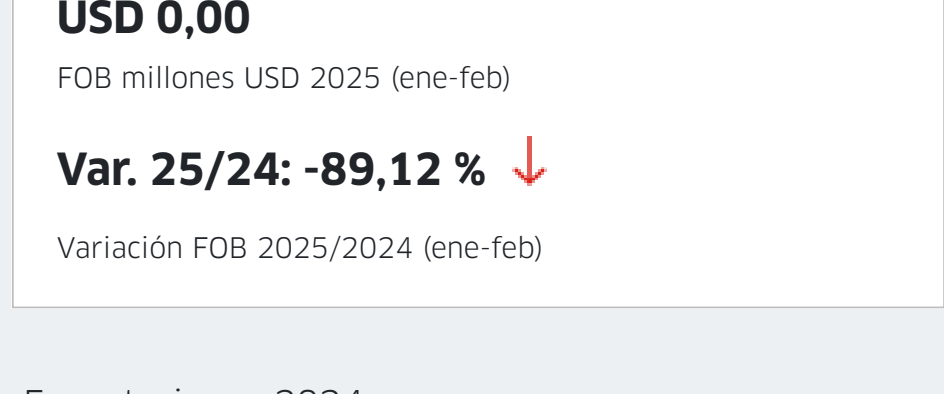 USD 0,00
FOB millones USD 2025 (ene-feb)
Var. 25/24: -89,12 %
Variación FOB 2025/2024 (ene-feb)